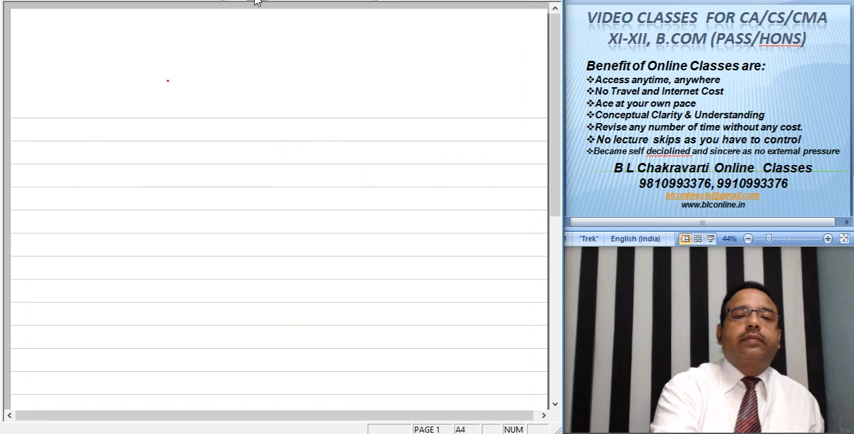 VIDEO CLASSES FOR CA/CS/CMA
XI-XII, B.COM (PASS/HONS)
Benefit of Online Classes are:
❖Access anytime, anywhere
❖No Travel and Internet Cost
❖Ace at your own pace
❖Conceptual Clarity & Understanding
❖Revise any number of time without any cost.
❖No lecture skips as you have to control
❖Became self deciplined and sincere as no external pressure
B L Chakravarti Online Classes
9810993376, 9910993376
www.blconline.in
"Trek" English (India) 44%
PAGE 1 A4 NUM